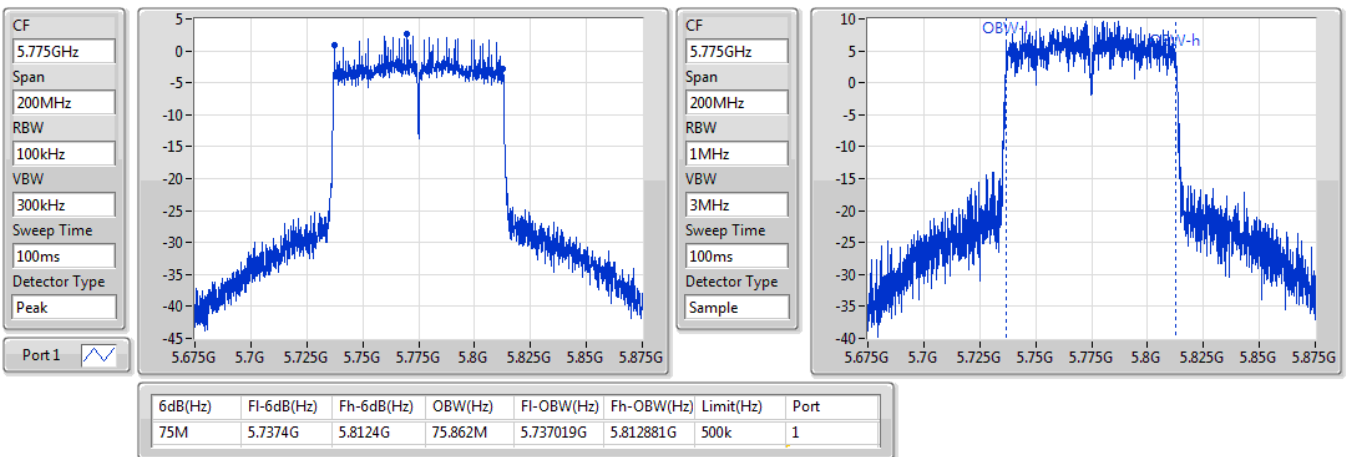 CF
5.775GHz
Span
200MHz
RBW
100kHz
VBW
300kHz
Sweep Time
100ms
Detector Type
Peak
Port 1
5
0
-5
-10
-15
-20
-25
-30
-35
-40
-45
5.675G 5.7G 5.725G 5.75G 5.775G 5.8G 5.825G 5.85G 5.875G
CF
5.775GHz
Span
200MHz
RBW
1MHz
VBW
3MHz
Sweep Time
100ms
Detector Type
Sample
OBW-l
OBW-h
10
5
0
-5
-10
-15
-20
-25
-30
-35
-40
5.675G 5.7G 5.725G 5.75G 5.775G 5.8G 5.825G 5.85G 5.875G
6dB(Hz) Fl-6dB(Hz) Fh-6dB(Hz) OBW(Hz) Fl-OBW(Hz) Fh-OBW(Hz) Limit(Hz) Port
75M 5.7374G 5.8124G 75.862M 5.737019G 5.812881G 500k 1